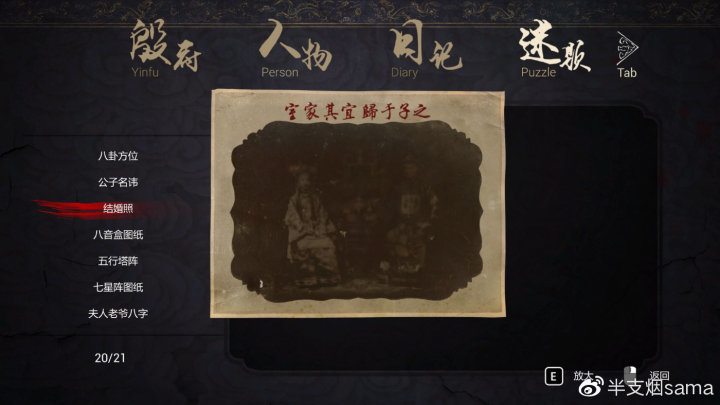 殷府 人物 日记 迷题
Yinfu Person Diary Puzzle Tab
室家其宜歸于子之
八卦方位
公子名讳
结婚照
八音盒图纸
五行塔阵
七星阵图纸
夫人老爷八字
20/21
E 放大 返回
半支烟sama